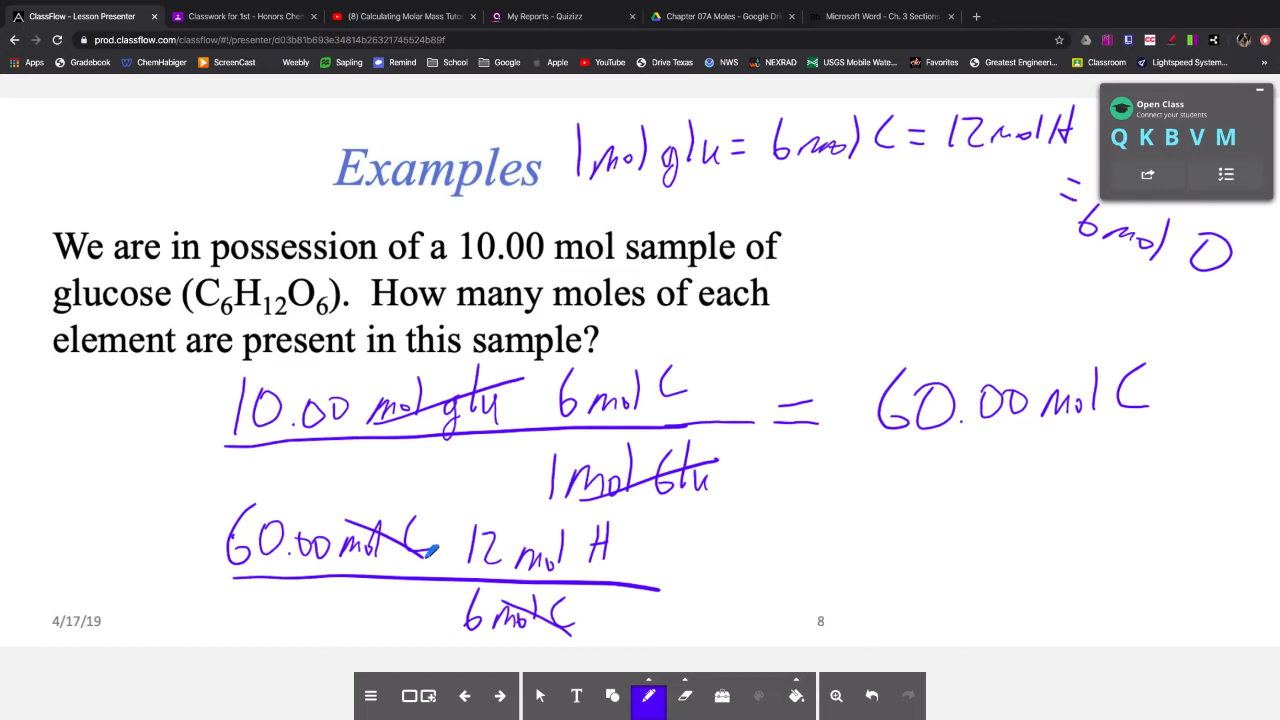 ClassFlow - Lesson Presenter
Classwork for 1st - Honors Chem
(8) Calculating Molar Mass Tuto
My Reports - Quizizz
Chapter 07A Moles - Google Dri
Microsoft Word - Ch. 3 Sections
prod.classflow.com/classflow/#!/presenter/d03b81b693e34814b26321745524b89f
Apps Gradebook ChemHabiger ScreenCast Weebly Sapling Remind School Google Apple YouTube Drive Texas NWS NEXRAD USGS Mobile Wate... Favorites Greatest Engineeri... Classroom Lightspeed System...
Open Class
Connect your students
Q K B V M
Examples
1 mol glu = 6 mol C = 12 mol H
= 6 mol O
We are in possession of a 10.00 mol sample of
glucose (C₆H₁₂O₆). How many moles of each
element are present in this sample?
10.00 mol glu 6 mol C = 60.00 mol C
1 mol Glu
60.00 mol C 12 mol H
6 mol C
4/17/19
8